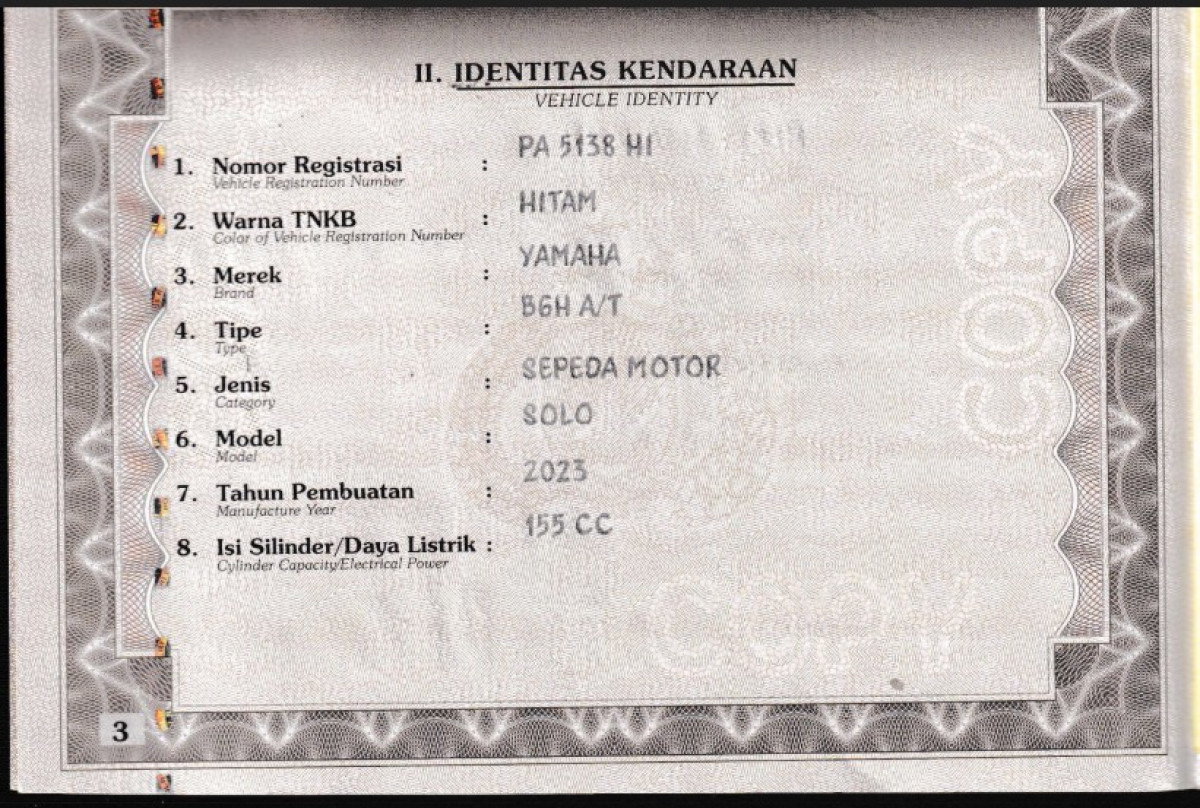 II. IDENTITAS KENDARAAN
VEHICLE IDENTITY
1. Nomor Registrasi : PA 5138 HI
Vehicle Registration Number
2. Warna TNKB : HITAM
Color of Vehicle Registration Number
3. Merek : YAMAHA
Brand
4. Tipe : B6H A/T
Type
5. Jenis : SEPEDA MOTOR
Category
6. Model : SOLO
Model
7. Tahun Pembuatan : 2023
Manufacture Year
8. Isi Silinder/Daya Listrik : 155 CC
Cylinder Capacity/Electrical Power
copy
COPY
3